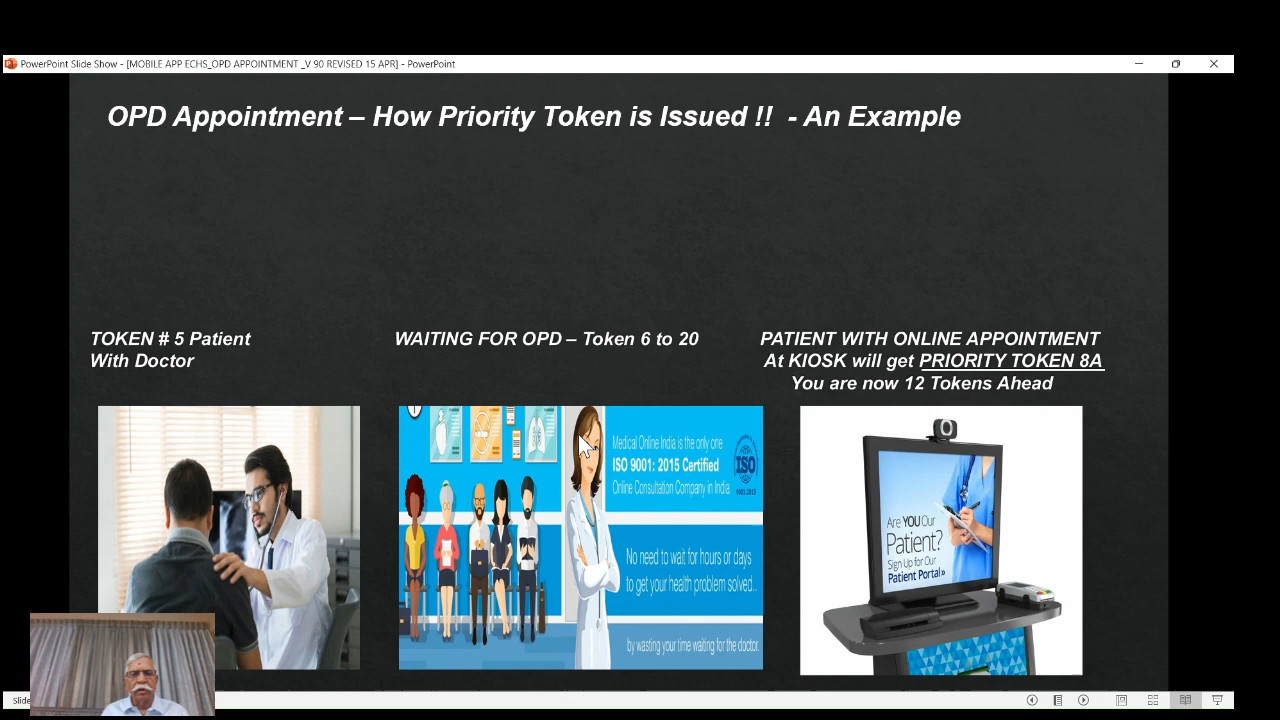 PowerPoint Slide Show - [MOBILE APP ECHS_OPD APPOINTMENT _V 90 REVISED 15 APR] - PowerPoint
OPD Appointment – How Priority Token is Issued !! - An Example
TOKEN # 5 Patient
With Doctor
WAITING FOR OPD – Token 6 to 20
PATIENT WITH ONLINE APPOINTMENT
At KIOSK will get PRIORITY TOKEN 8A
You are now 12 Tokens Ahead
Medical Online India is the only one
ISO 9001: 2015 Certified
Online Consultation Company in India
ISO
9001:2015
No need to wait for hours or days
to get your health problem solved..
by wasting your time waiting for the doctor.
Are YOU Our
Patient?
Sign Up for Our
Patient Portal»
Slide